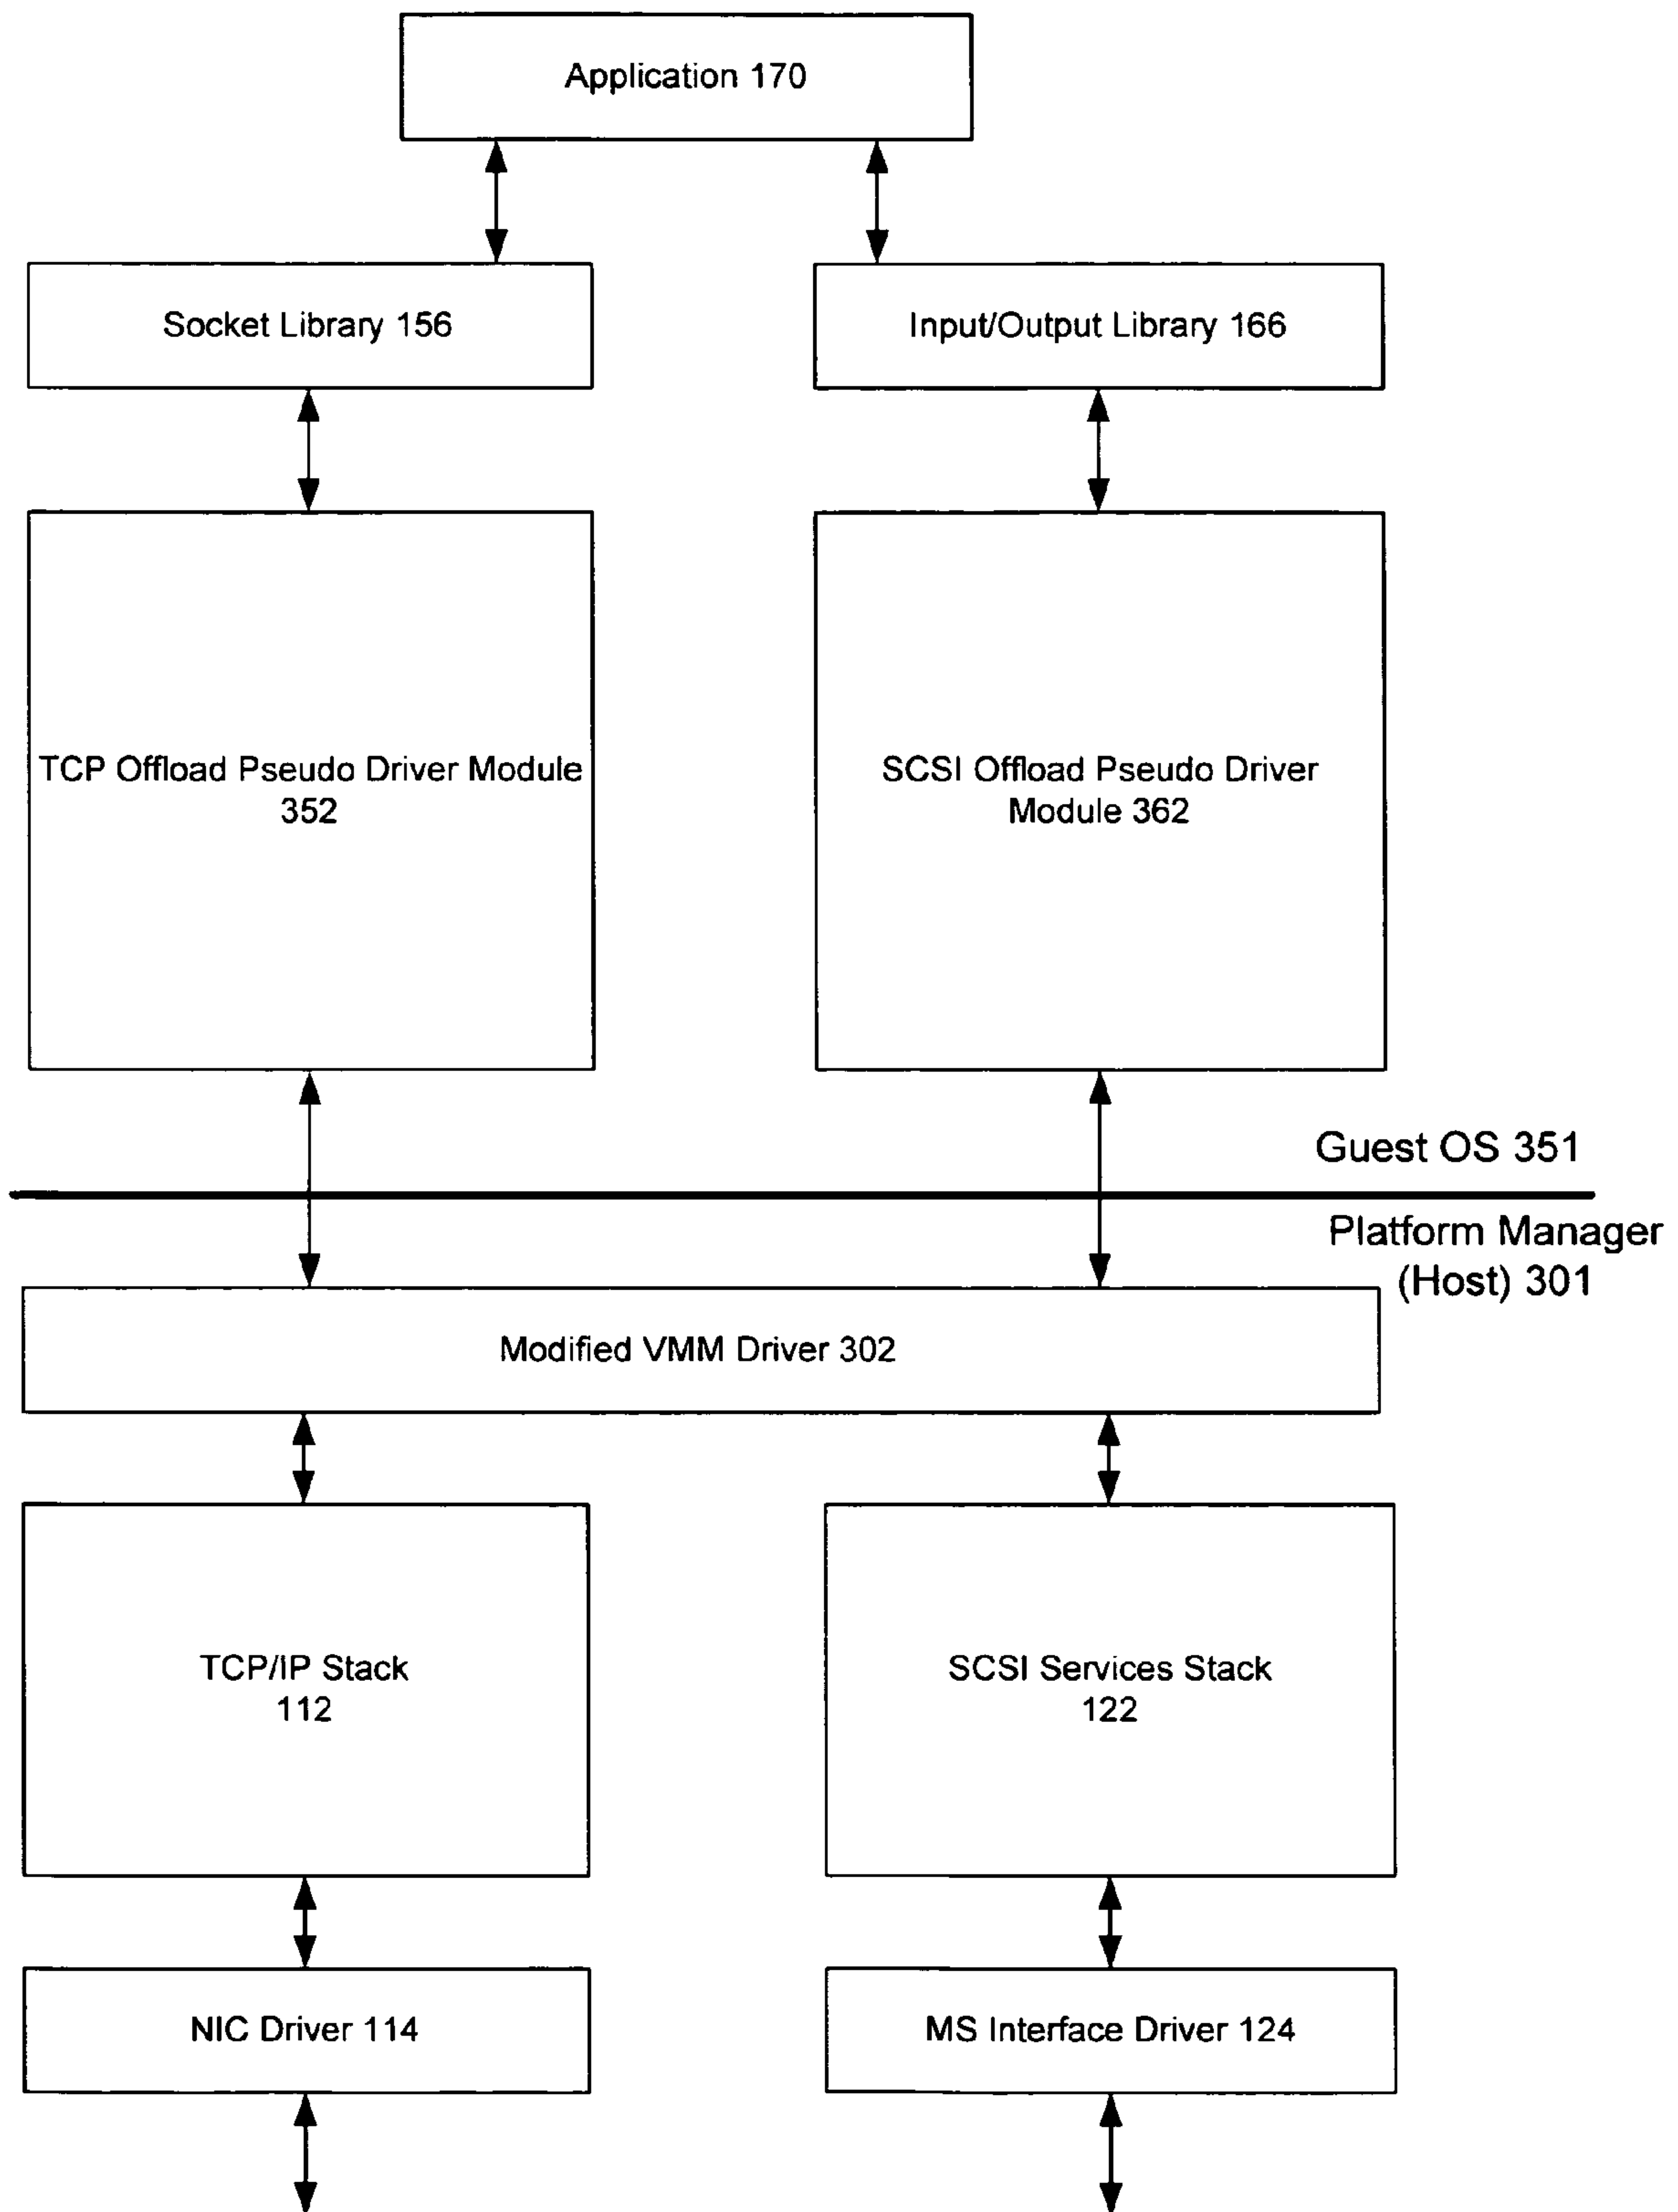 Application 170
Socket Library 156
Input/Output Library 166
TCP Offload Pseudo Driver Module
352
SCSI Offload Pseudo Driver
Module 362
Guest OS 351
Platform Manager
(Host) 301
Modified VMM Driver 302
TCP/IP Stack
112
SCSI Services Stack
122
NIC Driver 114
MS Interface Driver 124